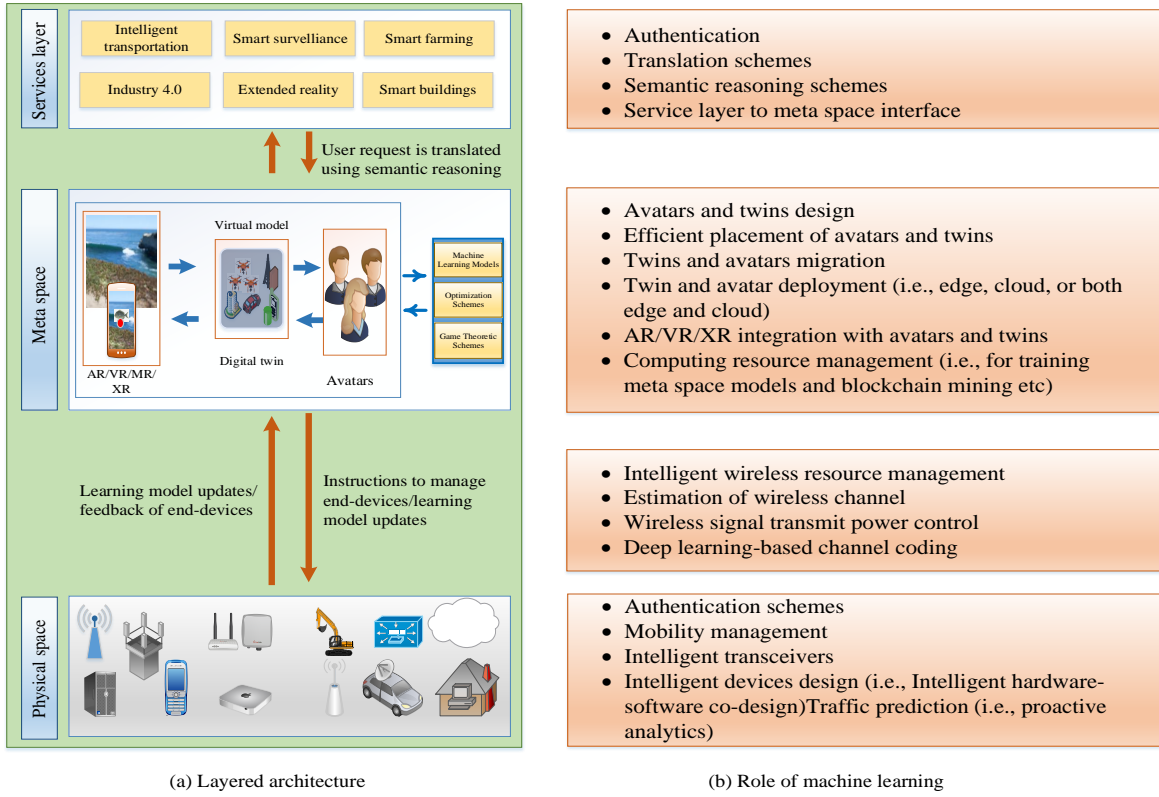 Services layer
Intelligent
transportation
Smart survelliance
Smart farming
Industry 4.0
Extended reality
Smart buildings
User request is translated
using semantic reasoning
Meta space
Virtual model
AR/VR/MR/
XR
Digital twin
Avatars
Machine
Learning Models
Optimization
Schemes
Game Theoretic
Schemes
Learning model updates/
feedback of end-devices
Instructions to manage
end-devices/learning
model updates
Physical space
(a) Layered architecture
• Authentication
• Translation schemes
• Semantic reasoning schemes
• Service layer to meta space interface
• Avatars and twins design
• Efficient placement of avatars and twins
• Twins and avatars migration
• Twin and avatar deployment (i.e., edge, cloud, or both
edge and cloud)
• AR/VR/XR integration with avatars and twins
• Computing resource management (i.e., for training
meta space models and blockchain mining etc)
• Intelligent wireless resource management
• Estimation of wireless channel
• Wireless signal transmit power control
• Deep learning-based channel coding
• Authentication schemes
• Mobility management
• Intelligent transceivers
• Intelligent devices design (i.e., Intelligent hardware-
software co-design)Traffic prediction (i.e., proactive
analytics)
(b) Role of machine learning